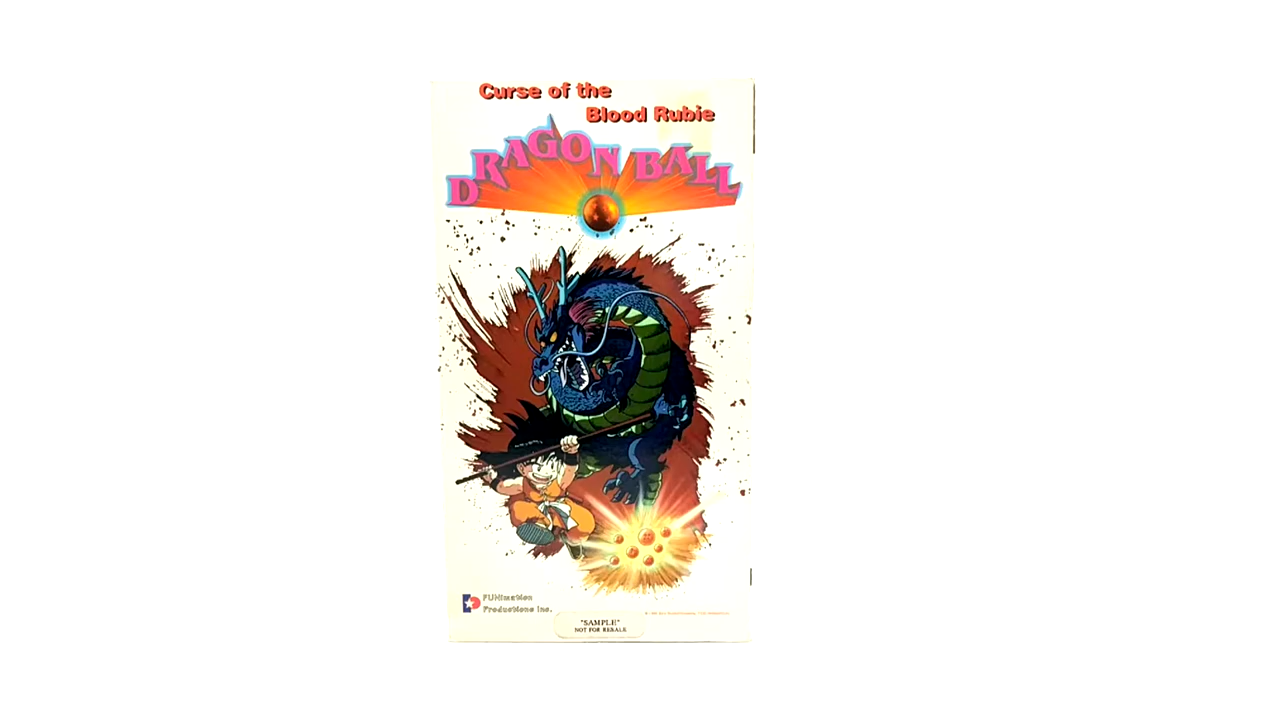 Curse of the
Blood Rubie
DRAGON BALL
FUNimation
Productions Inc.
"SAMPLE"
NOT FOR RESALE